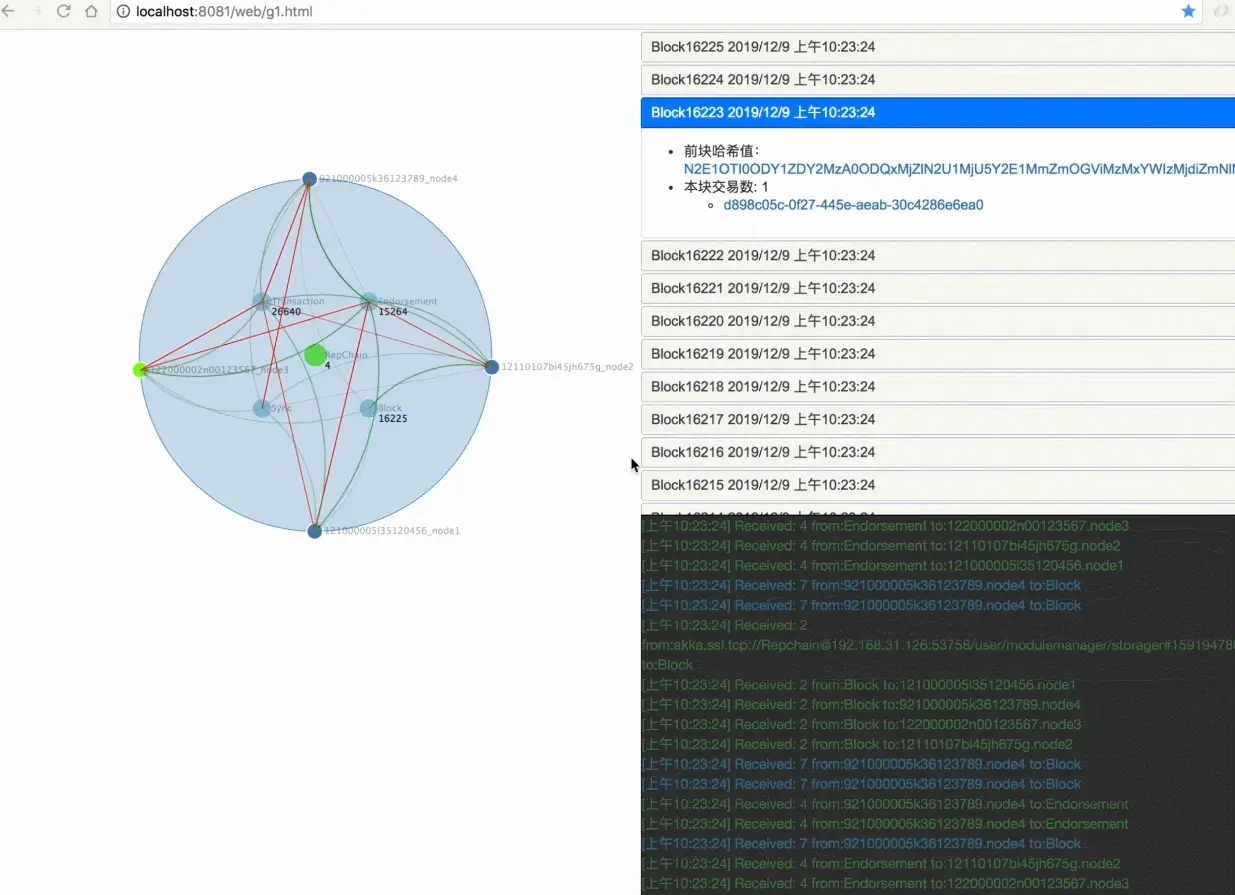 localhost:8081/web/g1.html
921000005k36123789_node4
Transaction
26640
Endorsement
15264
RepChain
4
122000002n00123567_node3
12110107bi45jh675g_node2
Sync
Block
16225
121000005l35120456_node1
Block16225 2019/12/9 上午10:23:24
Block16224 2019/12/9 上午10:23:24
Block16223 2019/12/9 上午10:23:24
前块哈希值：
本块交易数: 1
d898c05c-0f27-445e-aeab-30c4286e6ea0
Block16222 2019/12/9 上午10:23:24
Block16221 2019/12/9 上午10:23:24
Block16220 2019/12/9 上午10:23:24
Block16219 2019/12/9 上午10:23:24
Block16218 2019/12/9 上午10:23:24
Block16217 2019/12/9 上午10:23:24
Block16216 2019/12/9 上午10:23:24
Block16215 2019/12/9 上午10:23:24
[上午10:23:24] Received: 4 from:Endorsement to:122000002n00123567.node3
[上午10:23:24] Received: 4 from:Endorsement to:12110107bi45jh675g.node2
[上午10:23:24] Received: 4 from:Endorsement to:121000005l35120456.node1
[上午10:23:24] Received: 7 from:921000005k36123789.node4 to:Block
[上午10:23:24] Received: 7 from:921000005k36123789.node4 to:Block
[上午10:23:24] Received: 2
from:akka.ssl.tcp://Repchain@192.168.31.126:53758/user/modulemanager/storager#15919478
to:Block
[上午10:23:24] Received: 2 from:Block to:121000005l35120456.node1
[上午10:23:24] Received: 2 from:Block to:921000005k36123789.node4
[上午10:23:24] Received: 2 from:Block to:122000002n00123567.node3
[上午10:23:24] Received: 2 from:Block to:12110107bi45jh675g.node2
[上午10:23:24] Received: 7 from:921000005k36123789.node4 to:Block
[上午10:23:24] Received: 7 from:921000005k36123789.node4 to:Block
[上午10:23:24] Received: 4 from:921000005k36123789.node4 to:Endorsement
[上午10:23:24] Received: 4 from:921000005k36123789.node4 to:Endorsement
[上午10:23:24] Received: 7 from:921000005k36123789.node4 to:Block
[上午10:23:24] Received: 4 from:Endorsement to:12110107bi45jh675g.node2
[上午10:23:24] Received: 4 from:Endorsement to:122000002n00123567.node3